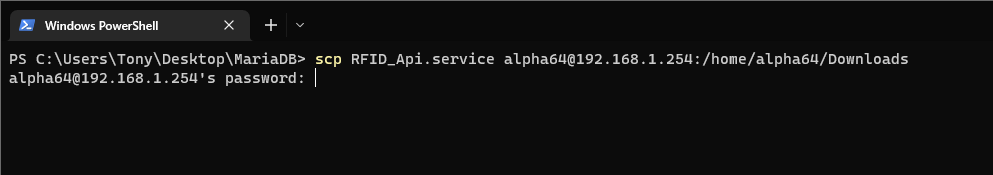 Windows PowerShell
PS C:\Users\Tony\Desktop\MariaDB> scp RFID_Api.service alpha64@192.168.1.254:/home/alpha64/Downloads
alpha64@192.168.1.254's password: